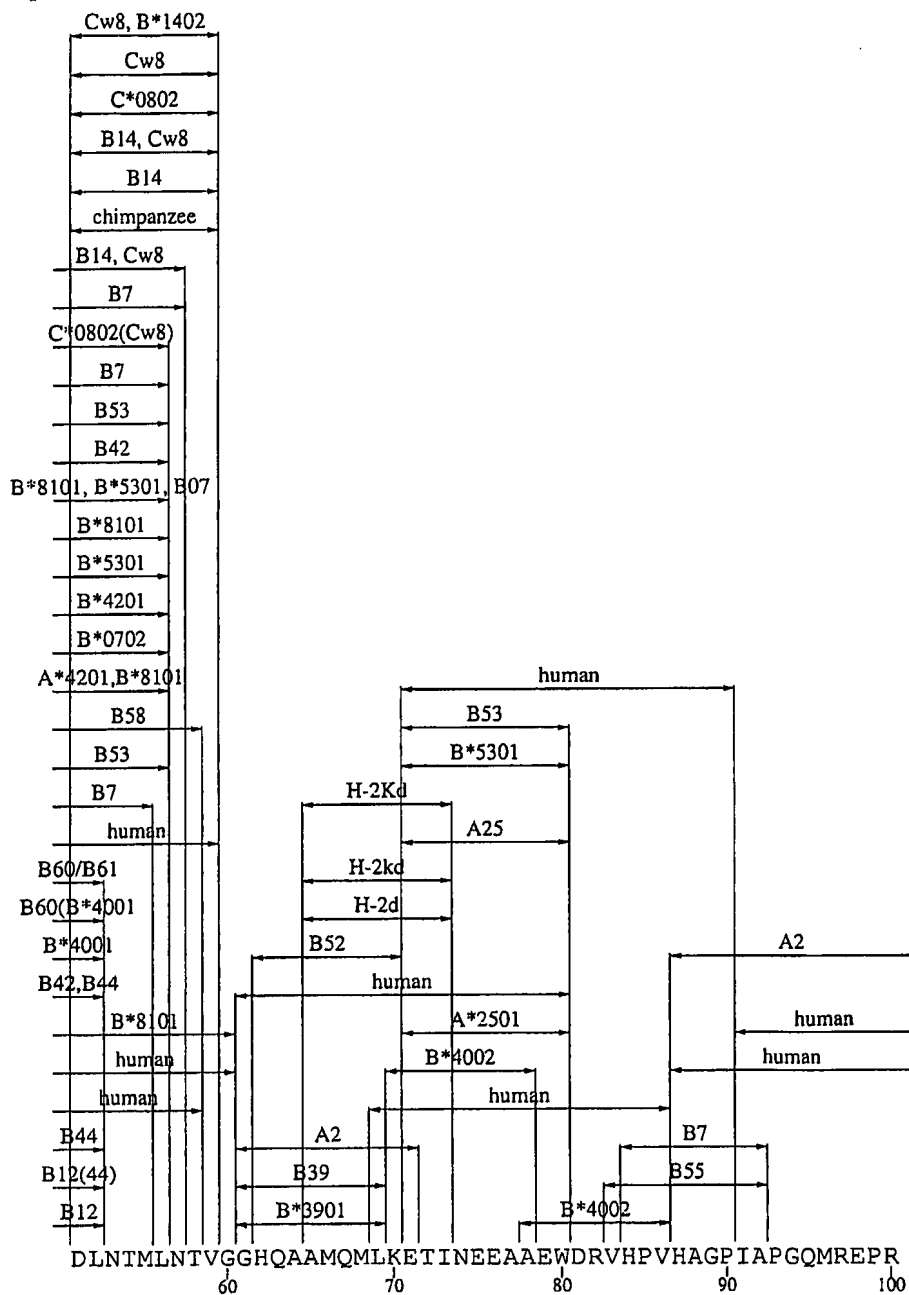 Cw8, B*1402
Cw8
C*0802
B14, Cw8
B14
chimpanzee
B14, Cw8
B7
C*0802(Cw8)
B7
B53
B42
B*8101, B*5301, B07
B*8101
B*5301
B*4201
B*0702
A*4201,B*8101
human
B58
B53
B53
B*5301
B7
H-2Kd
human
A25
B60/B61
H-2kd
B60(B*4001
H-2d
B*4001
B52
A2
B42,B44
human
B*8101
A*2501
human
human
B*4002
human
human
human
B44
A2
B7
B12(44)
B39
B55
B12
B*3901
B*4002
DLNTMLNTVGGHQAAMQMLKETINEEAAEWDRVHPVHAGPIAPGQMREPR
60 70 80 90 100